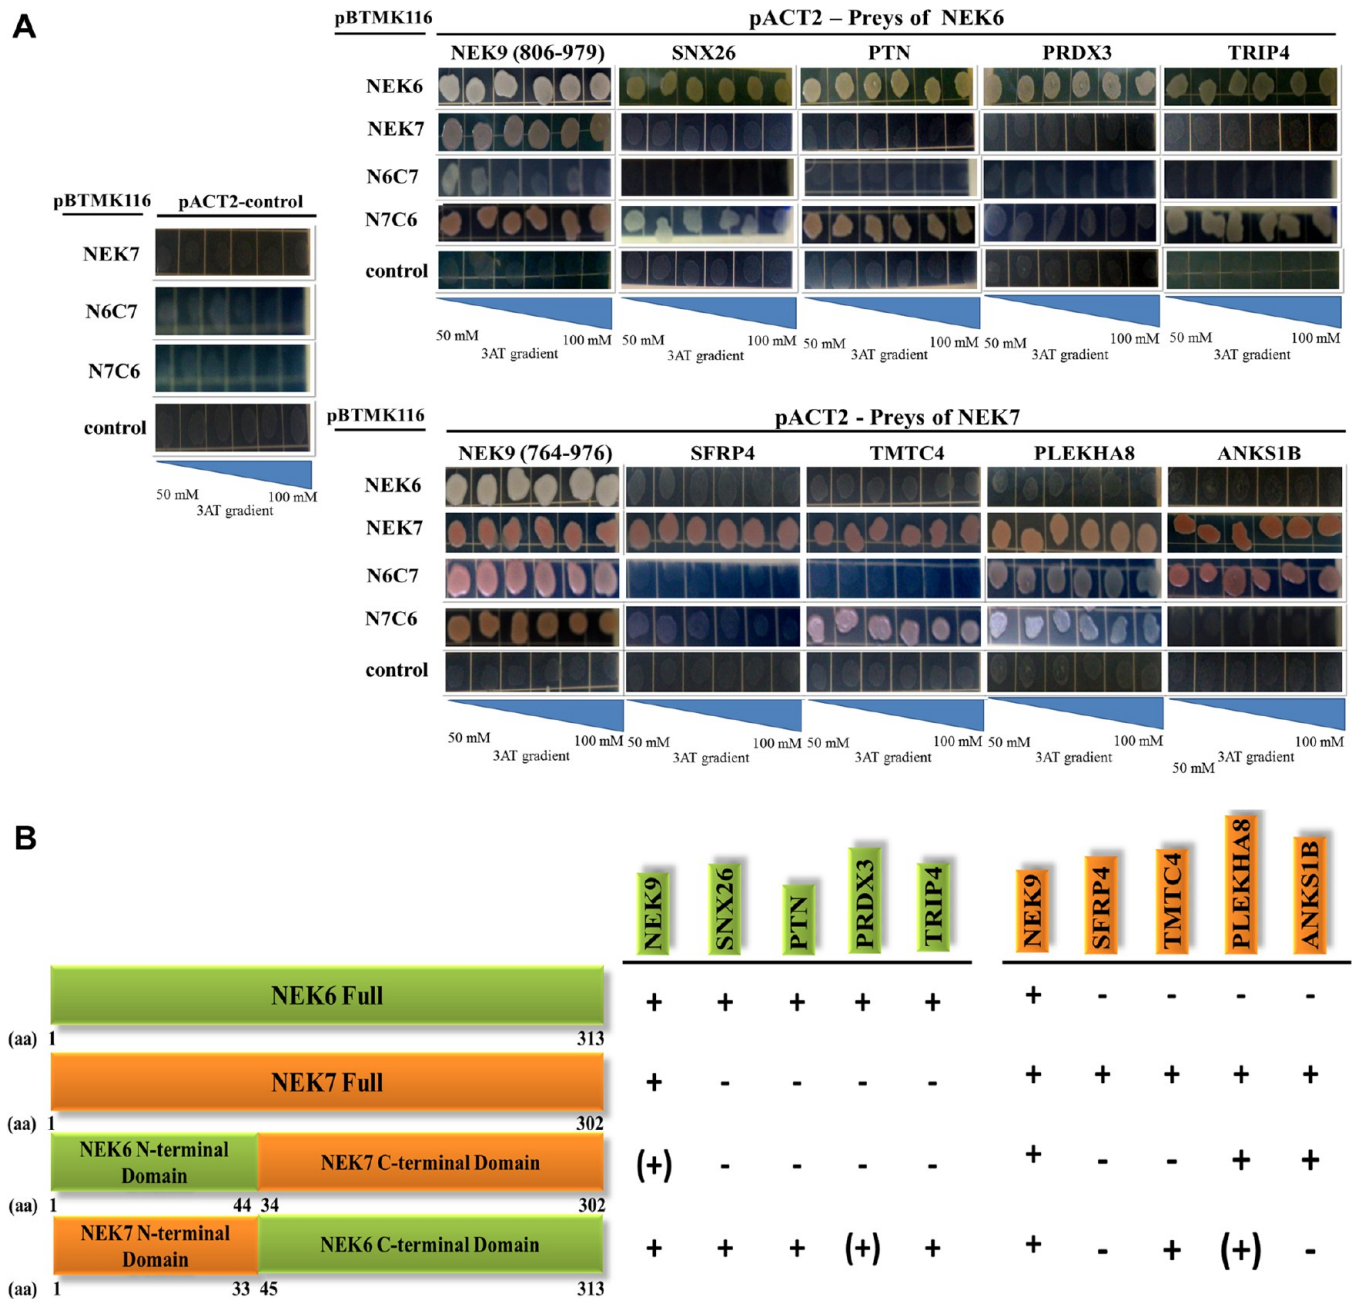 A
pBTMK116
pACT2 – Preys of NEK6
NEK9 (806-979) SNX26 PTN PRDX3 TRIP4
NEK6
NEK7
N6C7
N7C6
control
50 mM 100 mM 50 mM 100 mM 50 mM 100 mM 50 mM 100 mM 50 mM 100 mM
3AT gradient 3AT gradient 3AT gradient 3AT gradient 3AT gradient
pBTMK116 pACT2-control
NEK7
N6C7
N7C6
control
50 mM 100 mM
3AT gradient
pBTMK116
pACT2 - Preys of NEK7
NEK9 (764-976) SFRP4 TMTC4 PLEKHA8 ANKS1B
NEK6
NEK7
N6C7
N7C6
control
50 mM 100 mM 50 mM 100 mM 50 mM 100 mM 50 mM 100 mM 100 mM
3AT gradient 3AT gradient 3AT gradient 3AT gradient 3AT gradient
50 mM
B
NEK9 SNX26 PTN PRDX3 TRIP4 NEK9 SFRP4 TMTC4 PLEKHA8 ANKS1B
NEK6 Full + + + + + + - - - -
(aa) 1 313
NEK7 Full + - - - - + + + + +
(aa) 1 302
NEK6 N-terminal Domain NEK7 C-terminal Domain (+) - - - - + - - + +
(aa) 1 44 34 302
NEK7 N-terminal Domain NEK6 C-terminal Domain + + + (+) + + - + (+) -
(aa) 1 33 45 313